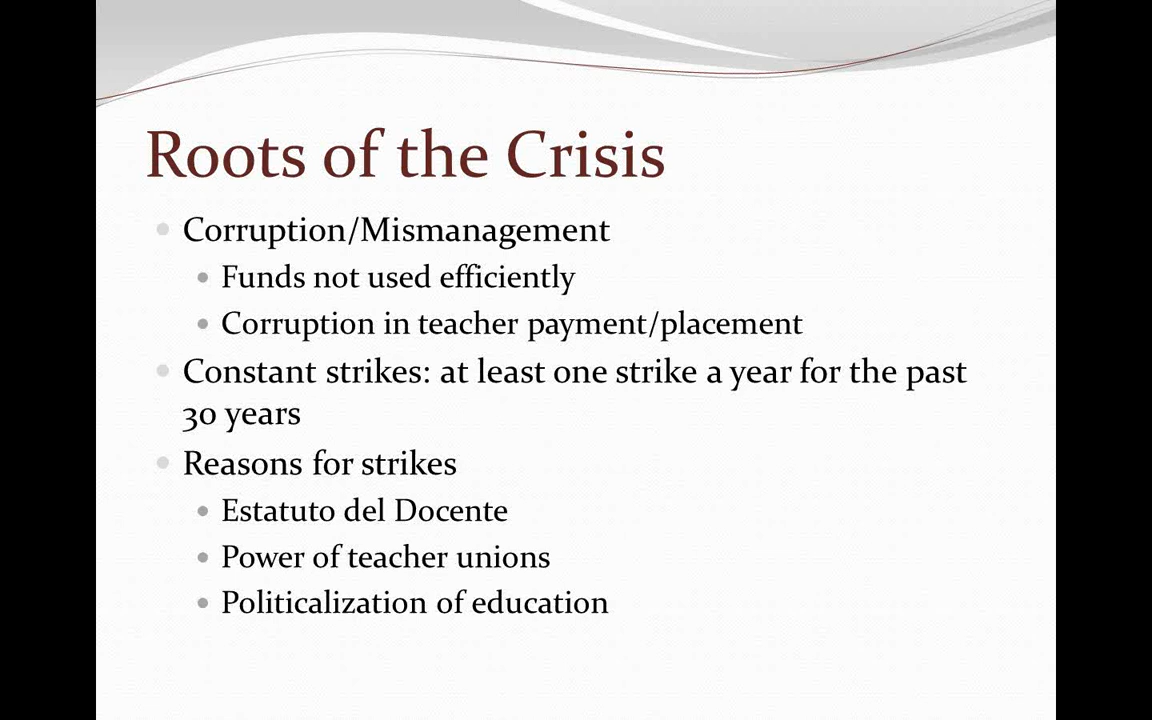 Roots of the Crisis
Corruption/Mismanagement
Funds not used efficiently
Corruption in teacher payment/placement
Constant strikes: at least one strike a year for the past
30 years
Reasons for strikes
Estatuto del Docente
Power of teacher unions
Politicalization of education